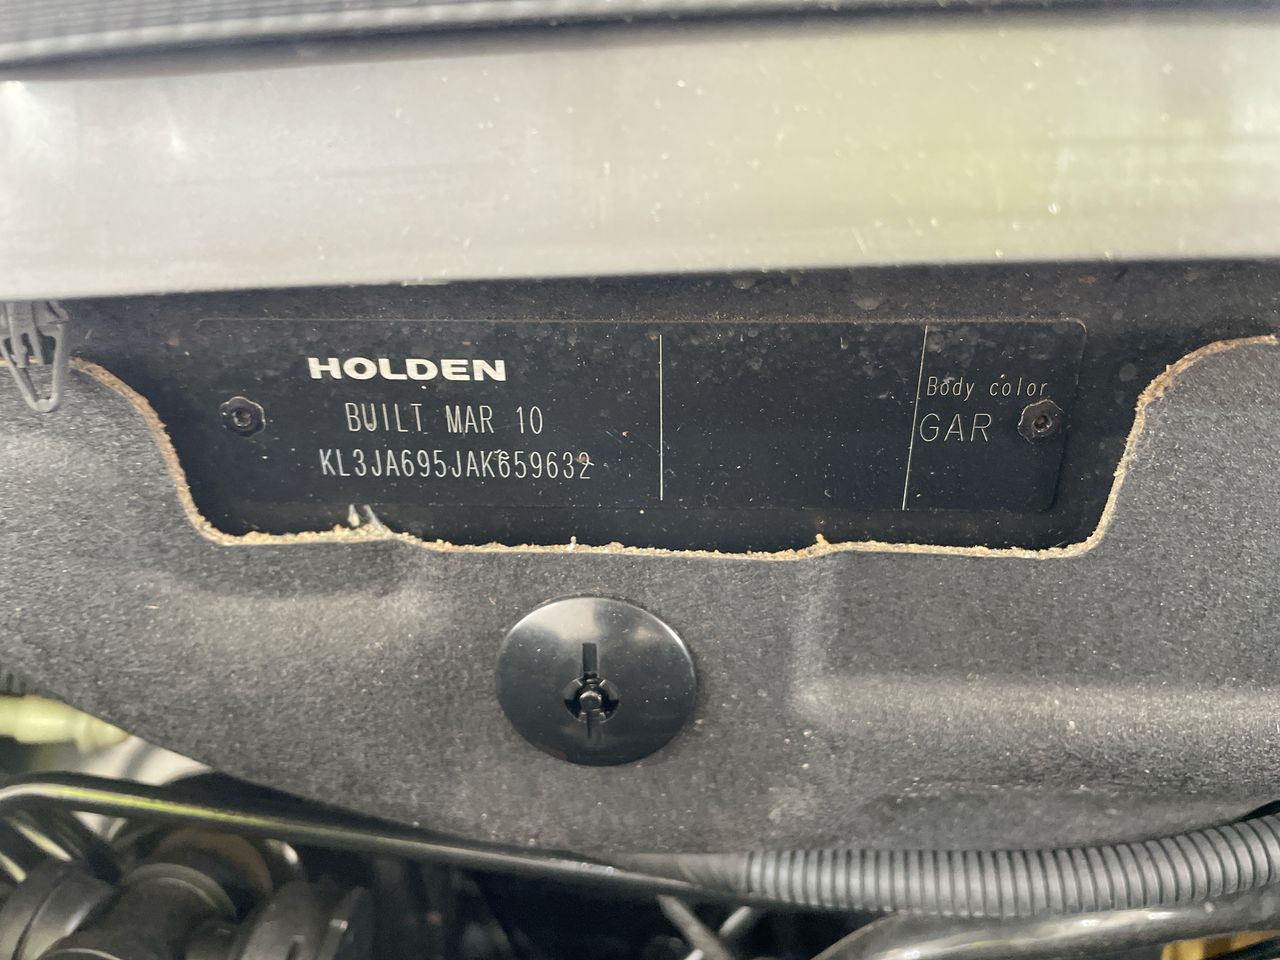 HOLDEN
BUILT MAR 10
KL3JA695JAK659632
Body color
GAR